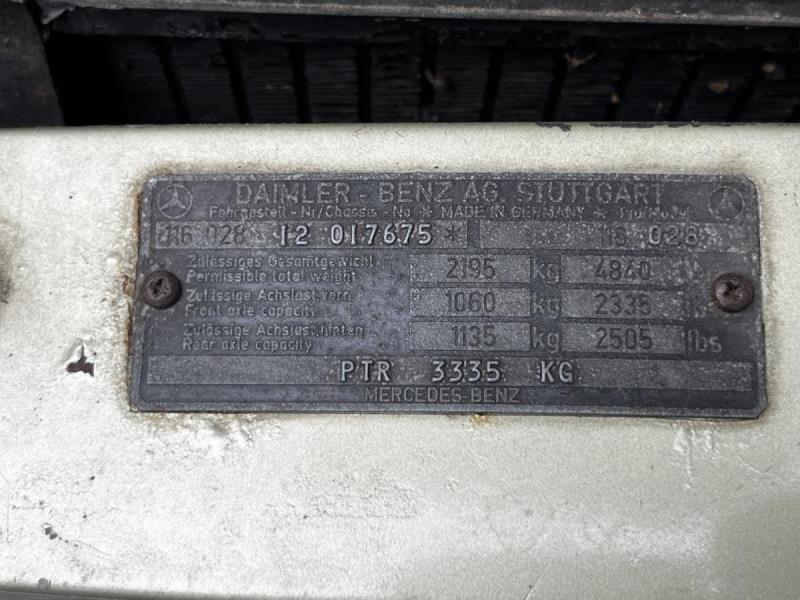 DAIMLER - BENZ AG. STUTTGART
Fahrgestell - Nr/Chassis - No * MADE IN GERMANY * Typ/Model
116 028 12 017675 * 116 028
Zulässiges Gesamtgewicht 2195 kg 4840
Permissible total weight
Zulässige Achslast, vorn 1060 kg 2335
Front axle capacity
Zulässige Achslast, hinten 1135 kg 2505 lbs
Rear axle capacity
PTR 3335 KG
MERCEDES-BENZ